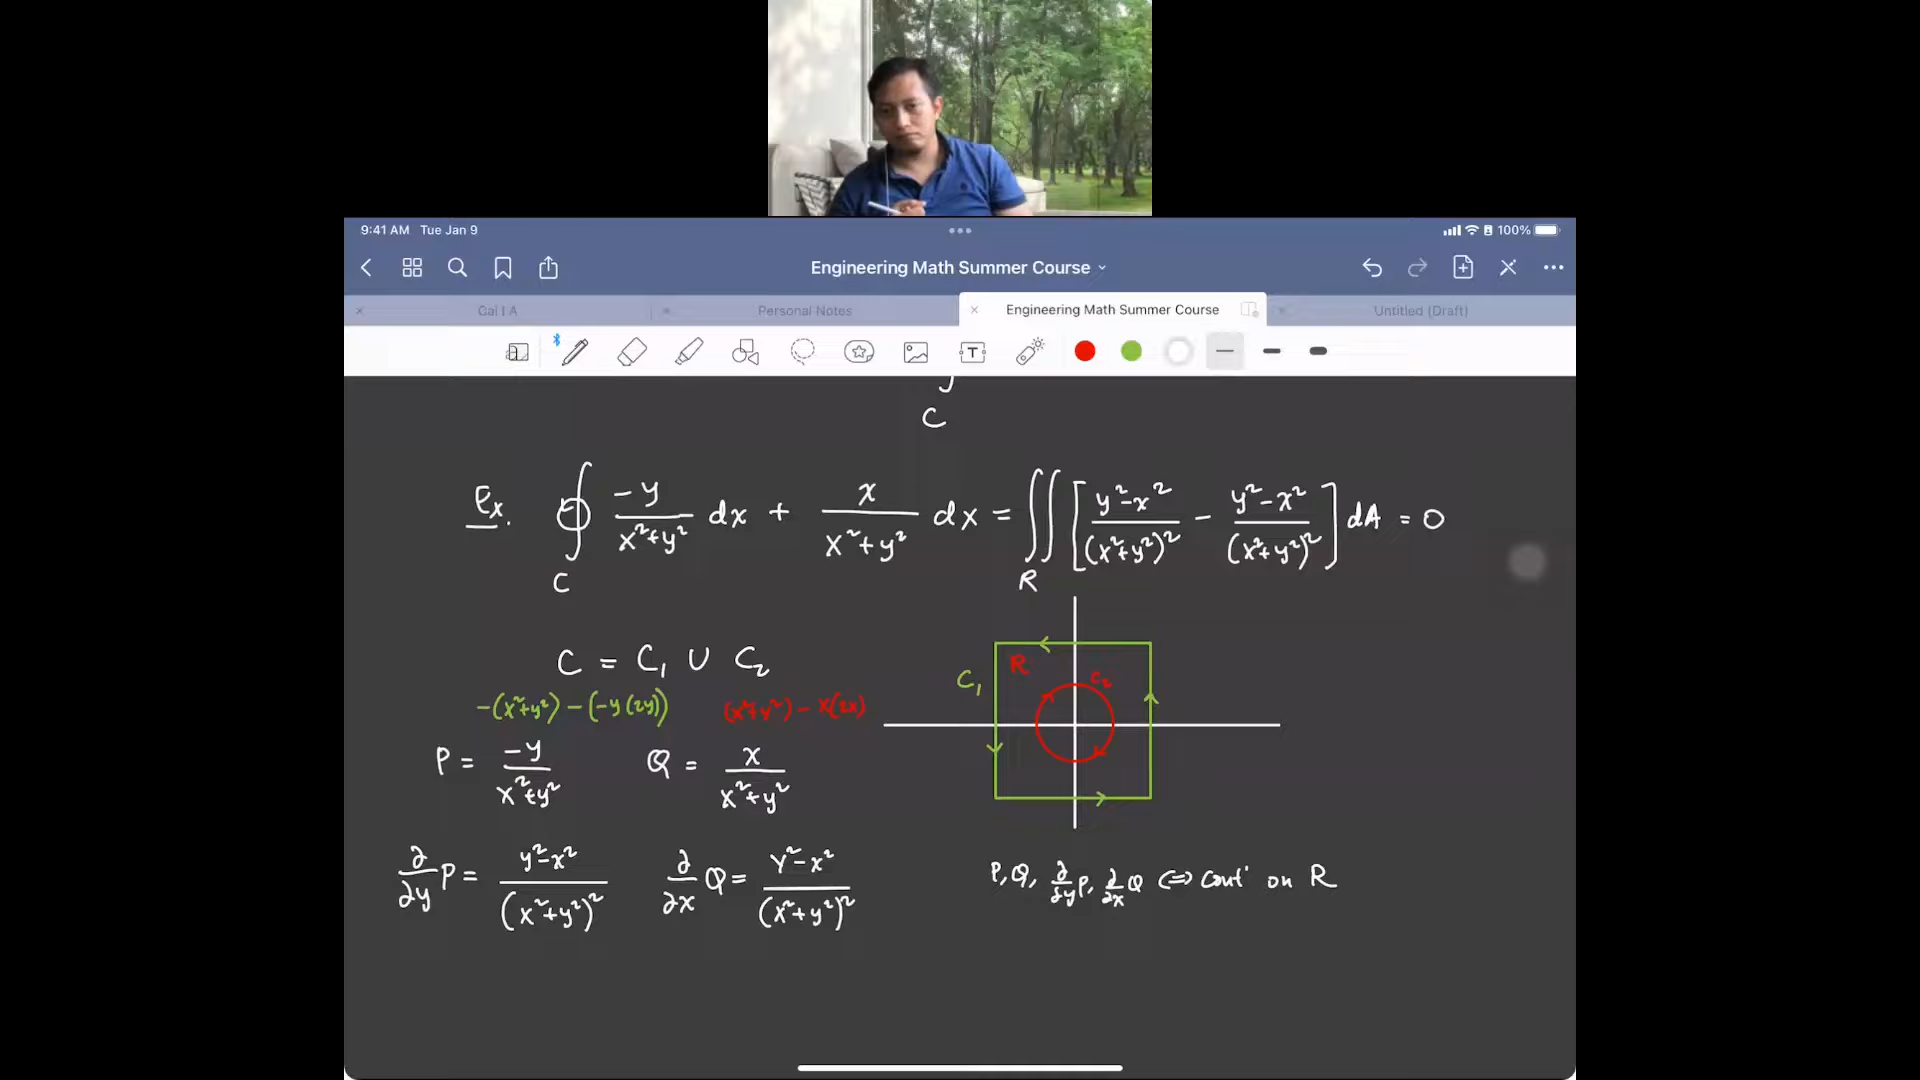 9:41 AM Tue Jan 9
100%
Engineering Math Summer Course
Cal I A
Personal Notes
Engineering Math Summer Course
Untitled (Draft)
C
Ex. ∮_C -y/(x²+y²) dx + x/(x²+y²) dx = ∬_R [(y²-x²)/(x²+y²)² - (y²-x²)/(x²+y²)²] dA = 0
C = C₁ ∪ C₂
C₁ R C₂
-(x²+y²) - (-y(2y)) (x²+y²) - x(2x)
P = -y/(x²+y²) Q = x/(x²+y²)
∂/∂y P = (y²-x²)/(x²+y²)² ∂/∂x Q = (y²-x²)/(x²+y²)²
P, Q, ∂/∂y P, ∂/∂x Q ⇔ cont' on R